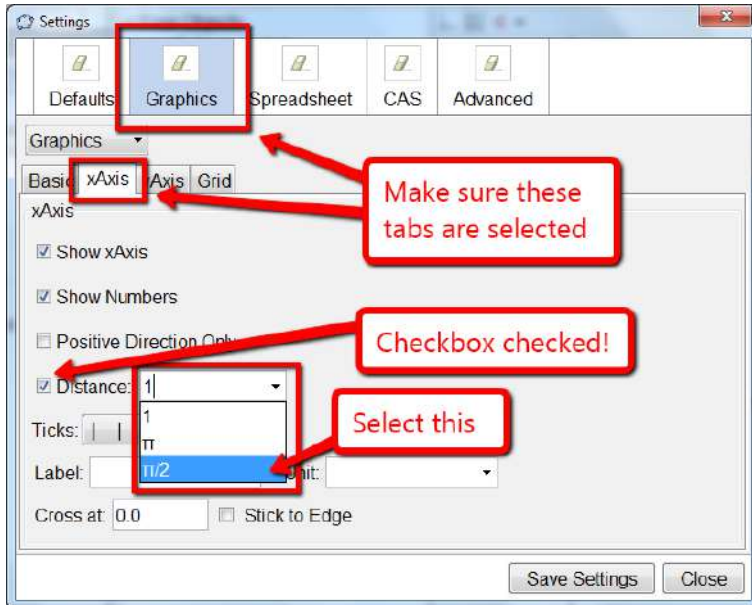 Settings
Defaults Graphics Spreadsheet CAS Advanced
Graphics
Basic xAxis Axis Grid
Make sure these
tabs are selected
xAxis
Show xAxis
Show Numbers
Positive Direction Only
Checkbox checked!
Distance: 1
1
π
π/2
Select this
Ticks:
Label: Unit:
Cross at: 0.0 Stick to Edge
Save Settings Close